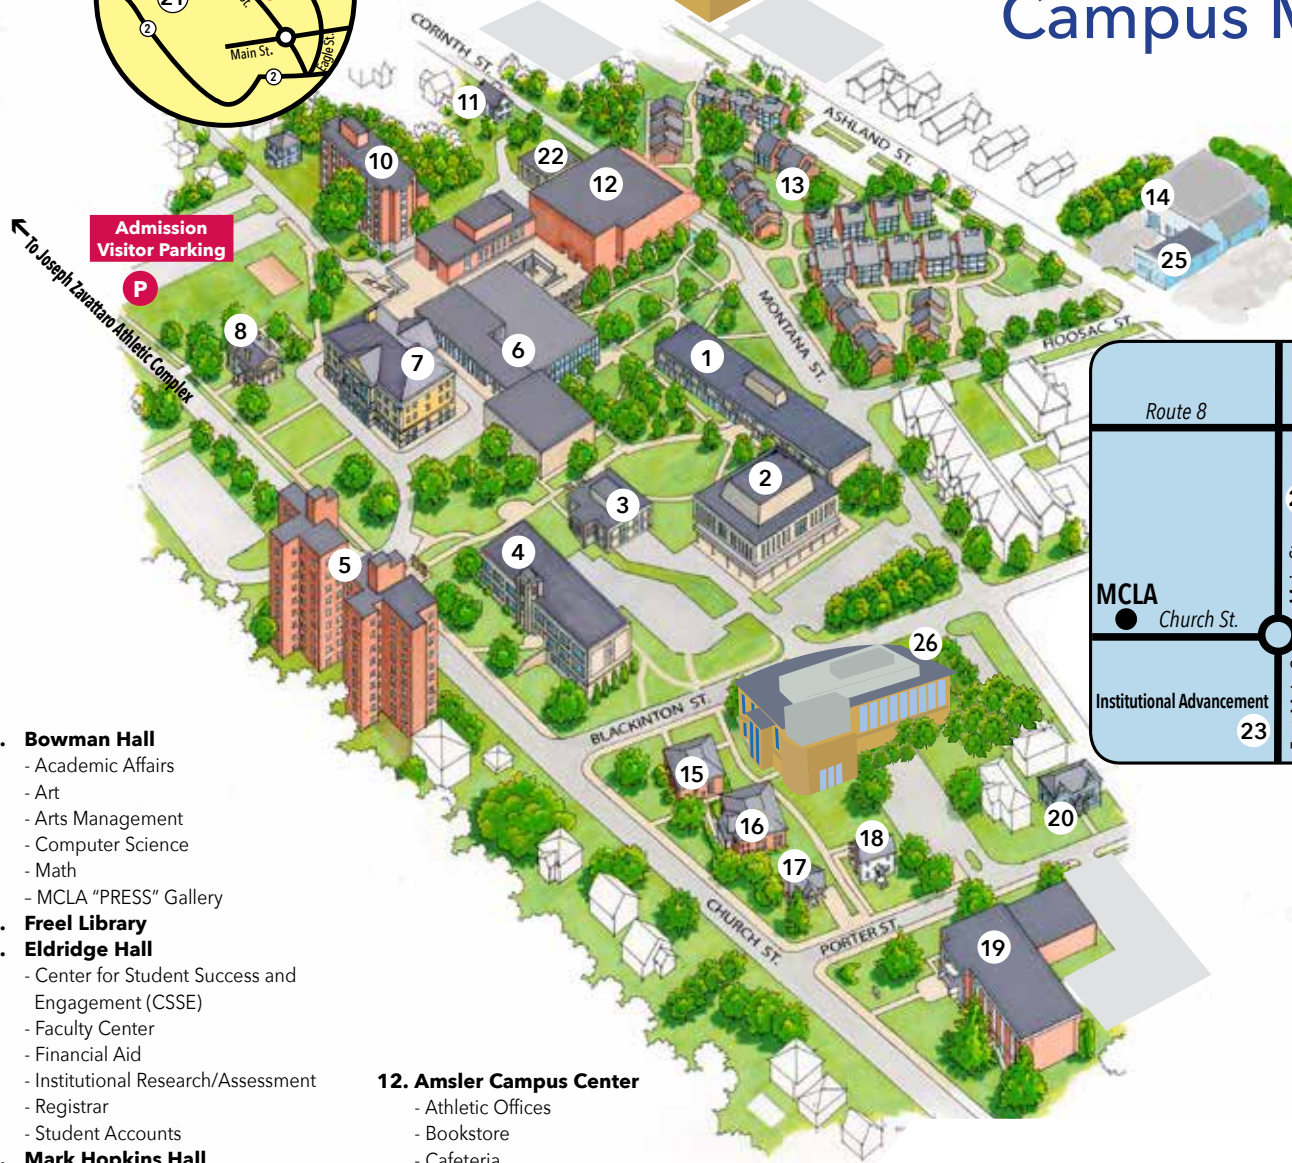 Campus M
21
2
Main St.
Eagle St.
2
CORINTH ST.
ASHLAND ST.
11
10
22
12
13
14
25
Admission
Visitor Parking
P
To Joseph Zavattaro Athletic Complex
8
7
6
1
MONTANA ST.
HOOSAC ST.
Route 8
2
3
4
5
MCLA
Church St.
Institutional Advancement
23
26
BLACKINTON ST.
15
16
17
18
20
CHURCH ST.
PORTER ST.
19
. Bowman Hall
- Academic Affairs
- Art
- Arts Management
- Computer Science
- Math
– MCLA “PRESS” Gallery
. Freel Library
. Eldridge Hall
- Center for Student Success and
Engagement (CSSE)
- Faculty Center
- Financial Aid
- Institutional Research/Assessment
- Registrar
- Student Accounts
. Mark Hopkins Hall
12. Amsler Campus Center
- Athletic Offices
- Bookstore
- Cafeteria